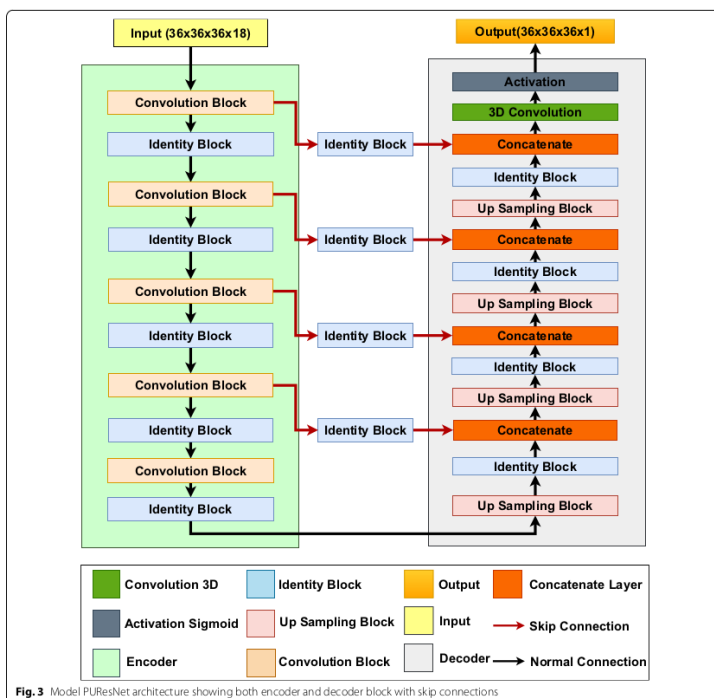 Input (36x36x36x18)
Output(36x36x36x1)
Convolution Block
Identity Block
Convolution Block
Identity Block
Convolution Block
Identity Block
Convolution Block
Identity Block
Convolution Block
Identity Block
Identity Block
Identity Block
Identity Block
Identity Block
Activation
3D Convolution
Concatenate
Identity Block
Up Sampling Block
Concatenate
Identity Block
Up Sampling Block
Concatenate
Identity Block
Up Sampling Block
Concatenate
Identity Block
Up Sampling Block
Convolution 3D
Identity Block
Output
Concatenate Layer
Activation Sigmoid
Up Sampling Block
Input
Skip Connection
Encoder
Convolution Block
Decoder
Normal Connection
Fig. 3 Model PUResNet architecture showing both encoder and decoder block with skip connections